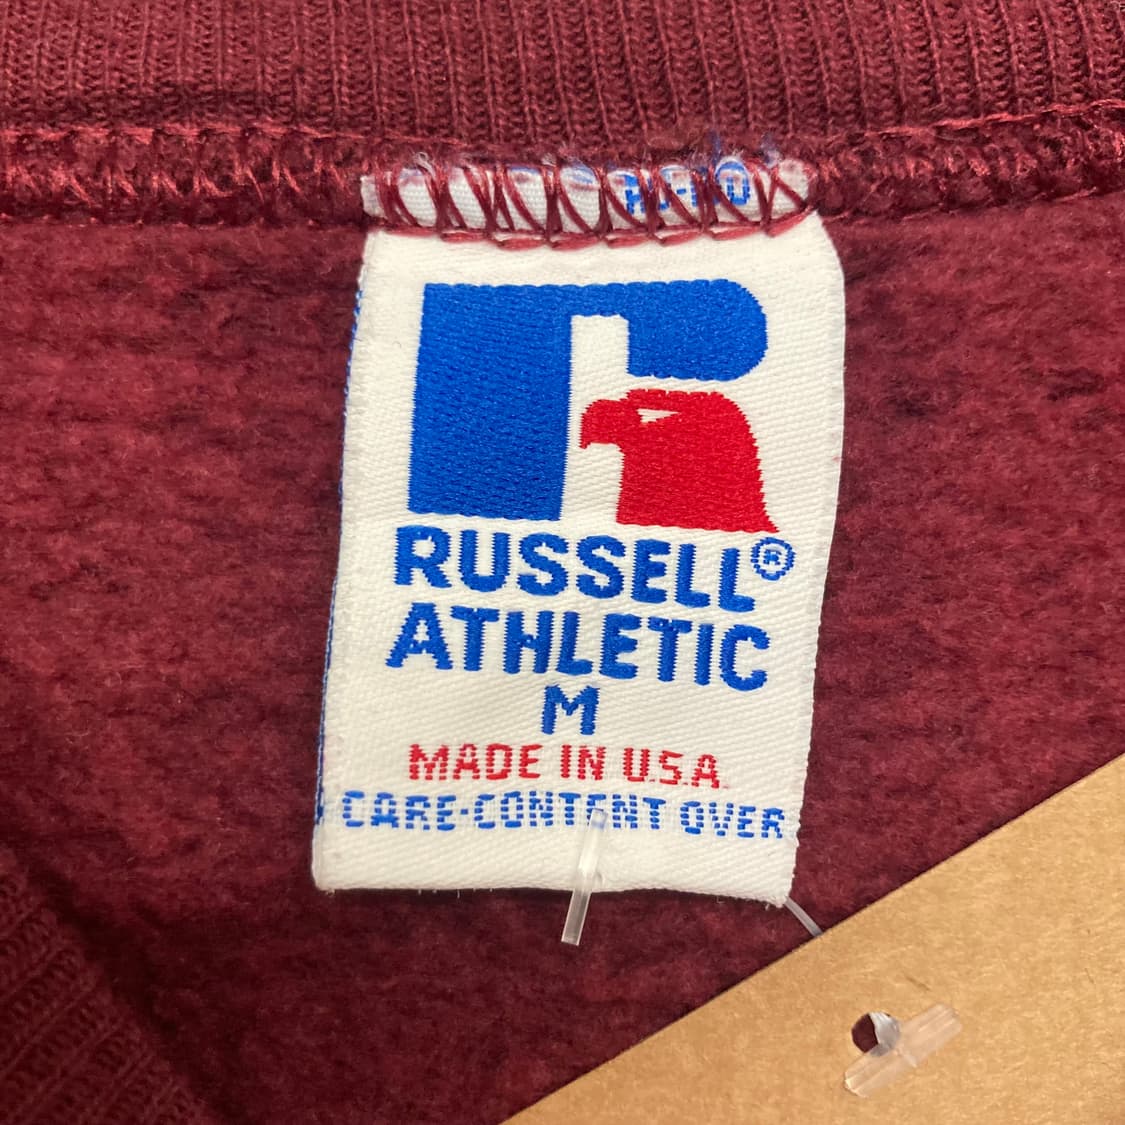 RUSSELL®
ATHLETIC
M
MADE IN U.S.A.
CARE-CONTENT OVER